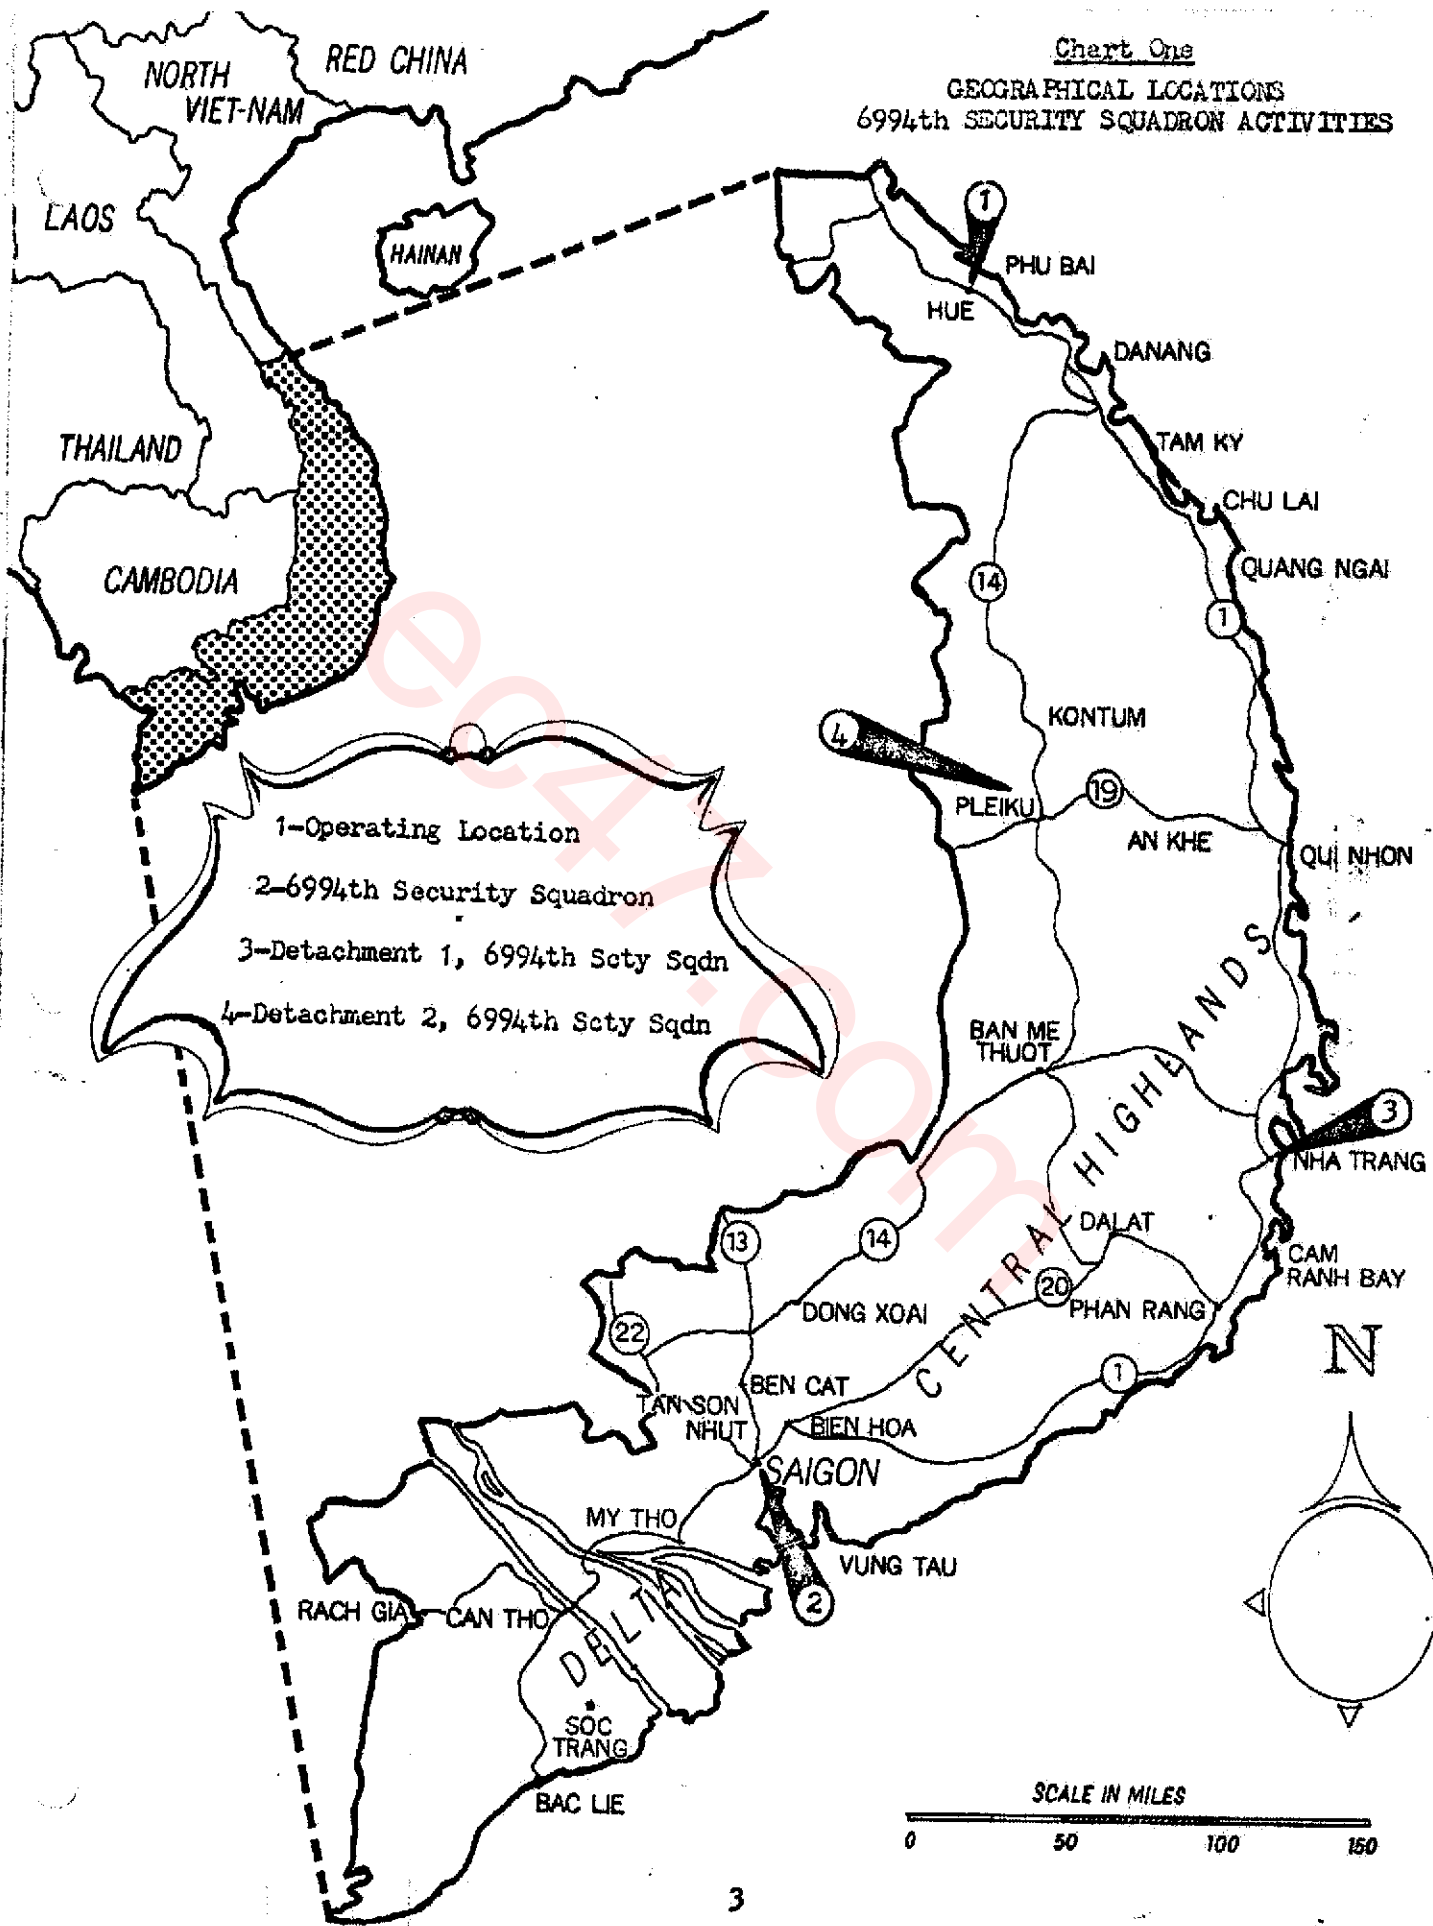 Chart One
GEOGRAPHICAL LOCATIONS
6994th SECURITY SQUADRON ACTIVITIES
RED CHINA
NORTH
VIET-NAM
LAOS
HAINAN
THAILAND
CAMBODIA
1
PHU BAI
HUE
DANANG
TAM KY
CHU LAI
QUANG NGAI
14
1
KONTUM
4
PLEIKU
19
AN KHE
QUI NHON
1-Operating Location
2-6994th Security Squadron
3-Detachment 1, 6994th Scty Sqdn
4-Detachment 2, 6994th Scty Sqdn
BAN ME
THUOT
CENTRAL HIGHLANDS
3
NHA TRANG
DALAT
CAM
RANH BAY
13
14
20
PHAN RANG
DONG XOAI
22
1
BEN CAT
TAN SON
NHUT
BIEN HOA
SAIGON
MY THO
VUNG TAU
2
RACH GIA
CAN THO
DELTA
SOC
TRANG
BAC LIE
N
SCALE IN MILES
0 50 100 150
3
ec47.com